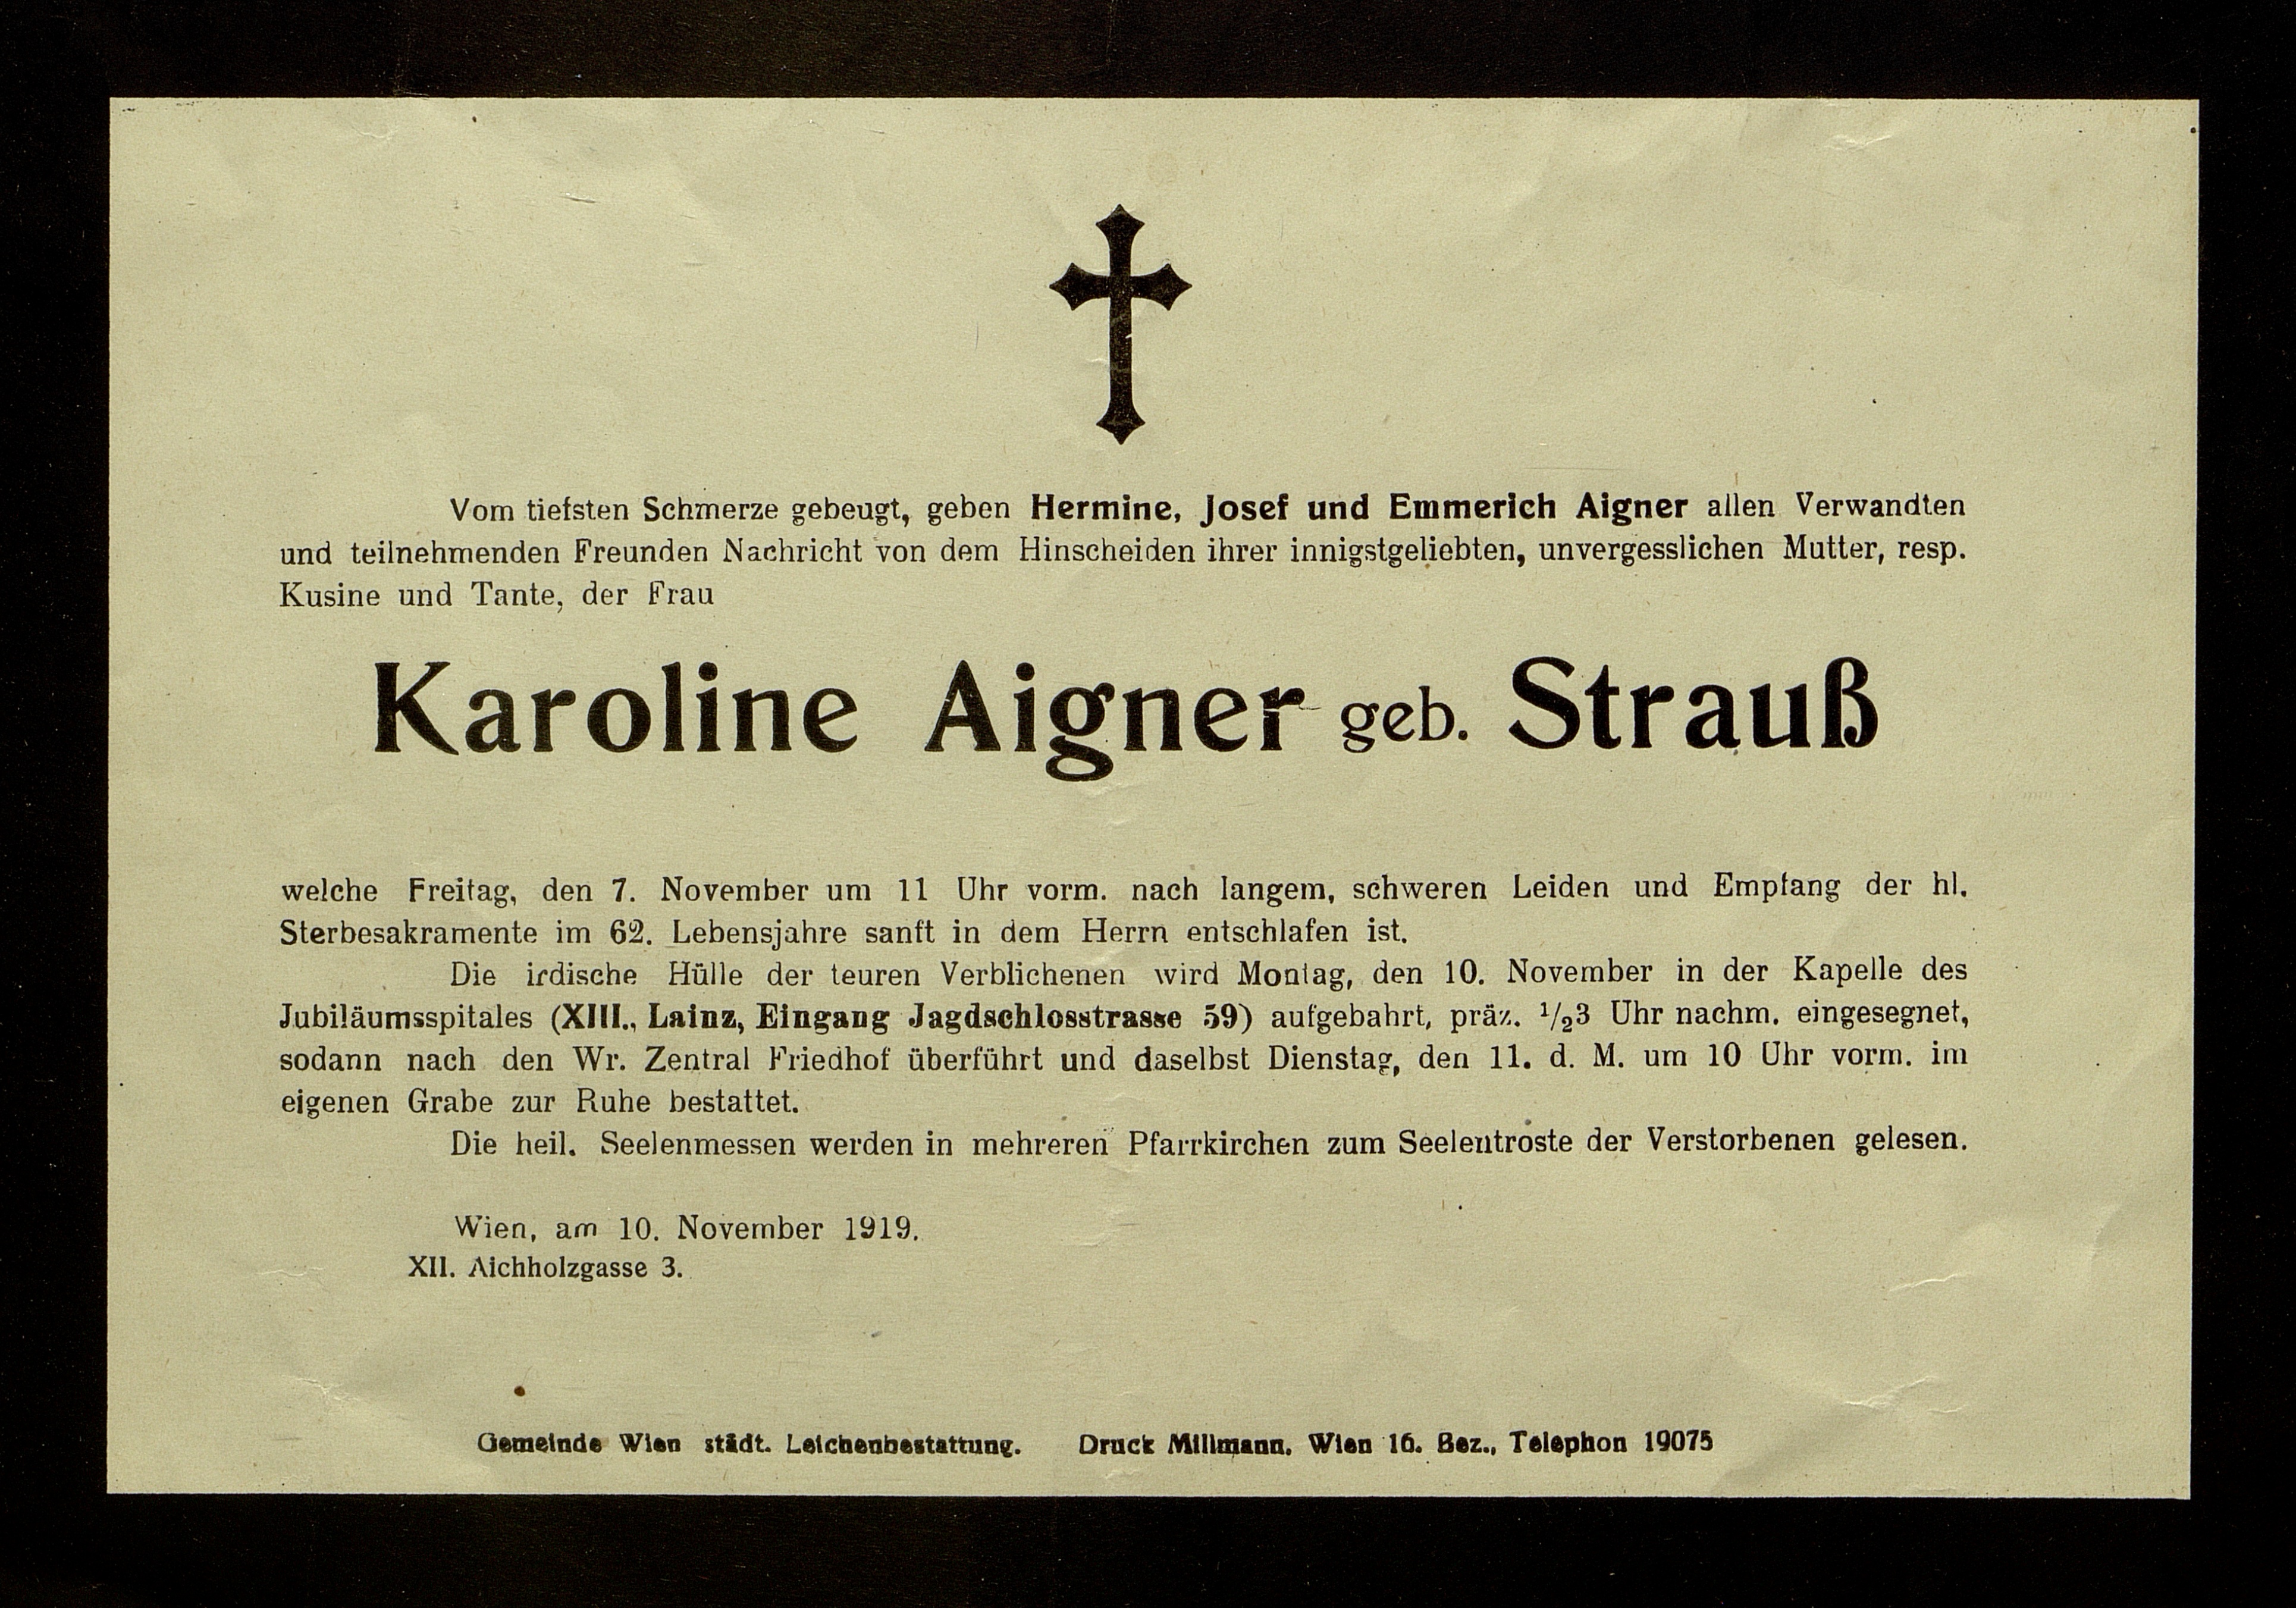 Vom tiefsten Schmerze gebeugt, geben Hermine, Josef und Emmerich Aigner allen Verwandten
und teilnehmenden Freunden Nachricht von dem Hinscheiden ihrer innigstgeliebten, unvergesslichen Mutter, resp.
Kusine und Tante, der Frau
Karoline Aigner geb. Strauß
welche Freitag, den 7. November um 11 Uhr vorm. nach langem, schweren Leiden und Empfang der hl.
Sterbesakramente im 62. Lebensjahre sanft in dem Herrn entschlafen ist.
Die irdische Hülle der teuren Verblichenen wird Montag, den 10. November in der Kapelle des
Jubiläumsspitales (XIII., Lainz, Eingang Jagdschlosstrasse 59) aufgebahrt, präz. 1/23 Uhr nachm. eingesegnet,
sodann nach den Wr. Zentral Friedhof überführt und daselbst Dienstag, den 11. d. M. um 10 Uhr vorm. im
eigenen Grabe zur Ruhe bestattet.
Die heil. Seelenmessen werden in mehreren Pfarrkirchen zum Seelentroste der Verstorbenen gelesen.
Wien, am 10. November 1919.
XII. Aichholzgasse 3.
Gemeinde Wien städt. Leichenbestattung. Druck Millmann, Wien 16. Bez., Telephon 19075